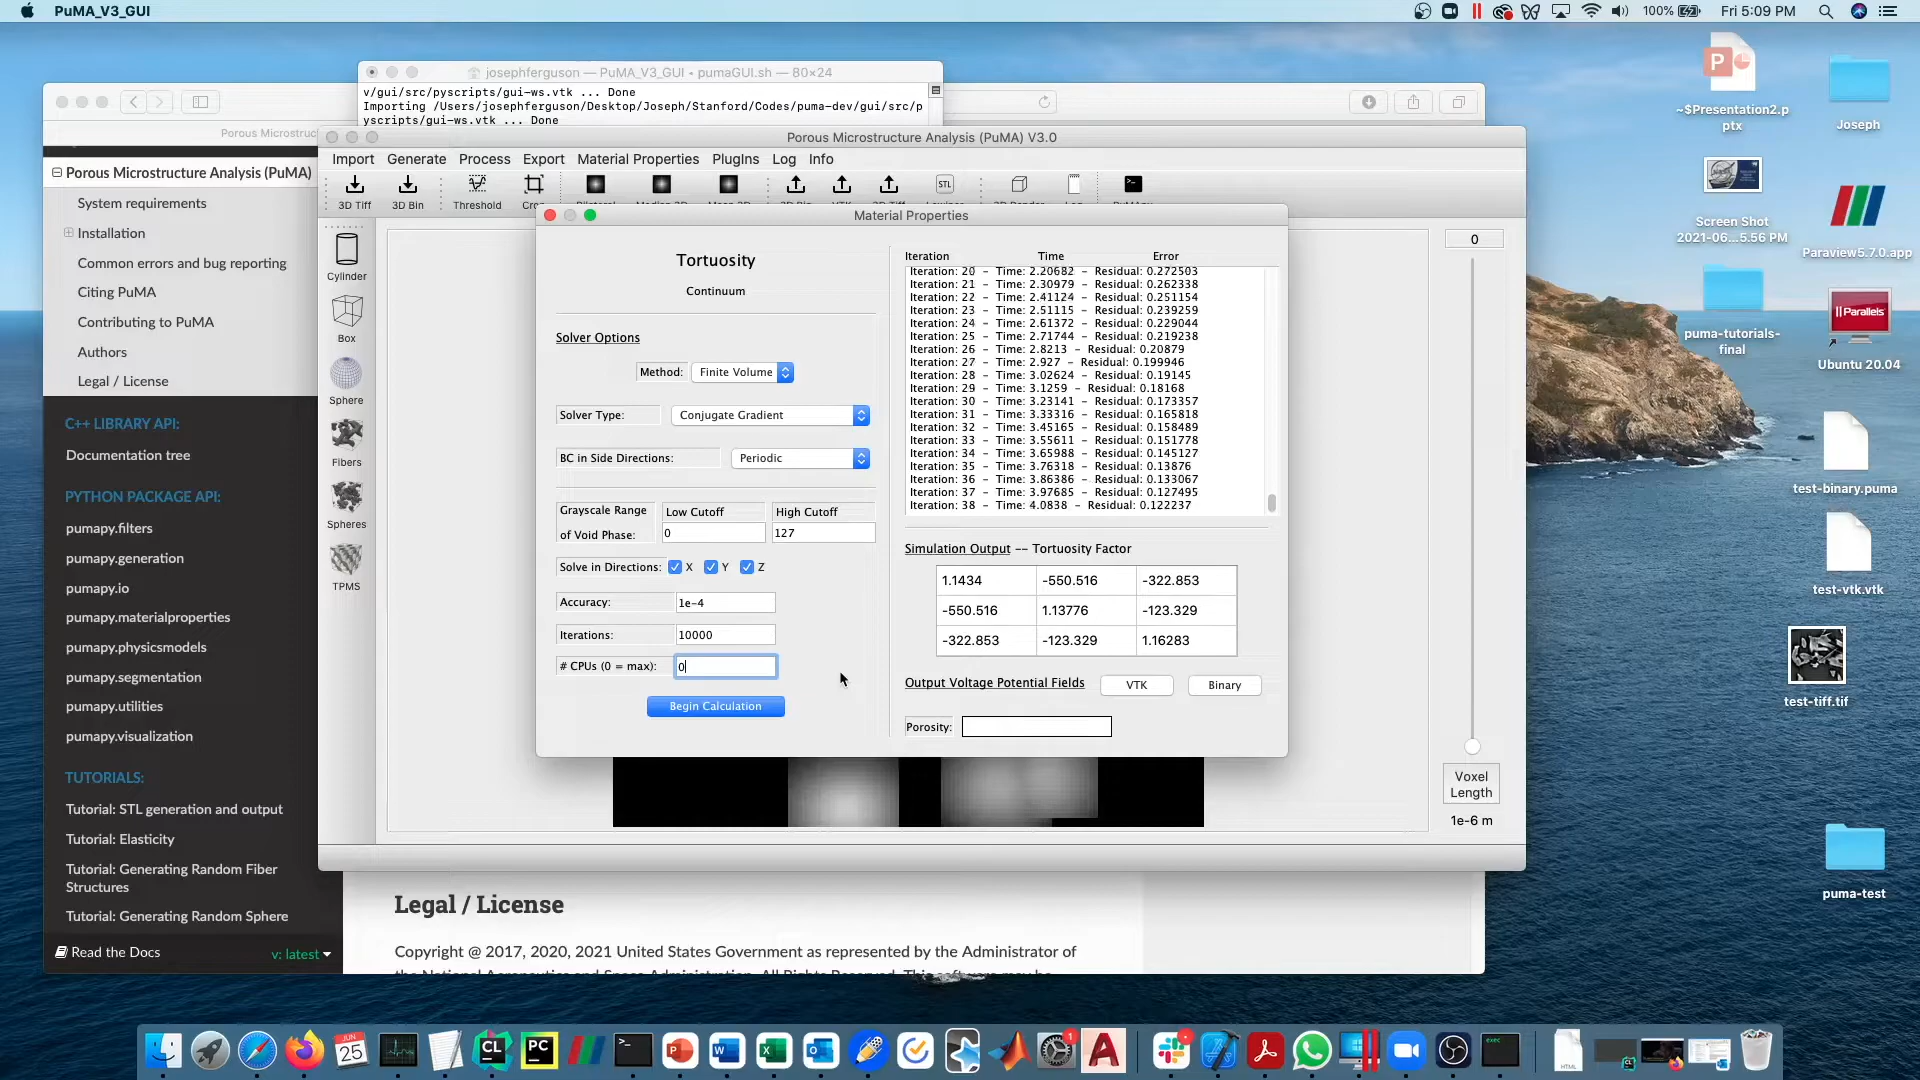 PuMA_V3_GUI
100%
Fri 5:09 PM
josephferguson — PuMA_V3_GUI • pumaGUI.sh — 80×24
v/gui/src/pyscripts/gui-ws.vtk ... Done
Importing /Users/josephferguson/Desktop/Joseph/Stanford/Codes/puma-dev/gui/src/p
yscripts/gui-ws.vtk ... Done
Porous Microstruc
Porous Microstructure Analysis (PuMA)
System requirements
Installation
Common errors and bug reporting
Citing PuMA
Contributing to PuMA
Authors
Legal / License
C++ LIBRARY API:
Documentation tree
PYTHON PACKAGE API:
pumapy.filters
pumapy.generation
pumapy.io
pumapy.materialproperties
pumapy.physicsmodels
pumapy.segmentation
pumapy.utilities
pumapy.visualization
TUTORIALS:
Tutorial: STL generation and output
Tutorial: Elasticity
Tutorial: Generating Random Fiber
Structures
Tutorial: Generating Random Sphere
Read the Docs
v: latest
Porous Microstructure Analysis (PuMA) V3.0
Import Generate Process Export Material Properties PlugIns Log Info
3D Tiff
3D Bin
Threshold
STL
Cylinder
Box
Sphere
Fibers
Spheres
TPMS
Material Properties
Tortuosity
Continuum
Solver Options
Method: Finite Volume
Solver Type: Conjugate Gradient
BC in Side Directions: Periodic
Grayscale Range
of Void Phase:
Low Cutoff
High Cutoff
0
127
Solve in Directions: X Y Z
Accuracy: 1e-4
Iterations: 10000
# CPUs (0 = max): 0
Begin Calculation
Iteration Time Error
Iteration: 20 - Time: 2.20682 - Residual: 0.272503
Iteration: 21 - Time: 2.30979 - Residual: 0.262338
Iteration: 22 - Time: 2.41124 - Residual: 0.251154
Iteration: 23 - Time: 2.51115 - Residual: 0.239259
Iteration: 24 - Time: 2.61372 - Residual: 0.229044
Iteration: 25 - Time: 2.71744 - Residual: 0.219238
Iteration: 26 - Time: 2.8213 - Residual: 0.20879
Iteration: 27 - Time: 2.927 - Residual: 0.199946
Iteration: 28 - Time: 3.02624 - Residual: 0.19145
Iteration: 29 - Time: 3.1259 - Residual: 0.18168
Iteration: 30 - Time: 3.23141 - Residual: 0.173357
Iteration: 31 - Time: 3.33316 - Residual: 0.165818
Iteration: 32 - Time: 3.45165 - Residual: 0.158489
Iteration: 33 - Time: 3.55611 - Residual: 0.151778
Iteration: 34 - Time: 3.65988 - Residual: 0.145127
Iteration: 35 - Time: 3.76318 - Residual: 0.13876
Iteration: 36 - Time: 3.86386 - Residual: 0.133067
Iteration: 37 - Time: 3.97685 - Residual: 0.127495
Iteration: 38 - Time: 4.0838 - Residual: 0.122237
Simulation Output -- Tortuosity Factor
1.1434 -550.516 -322.853
-550.516 1.13776 -123.329
-322.853 -123.329 1.16283
Output Voltage Potential Fields VTK Binary
Porosity:
0
Voxel
Length
1e-6 m
Legal / License
Copyright @ 2017, 2020, 2021 United States Government as represented by the Administrator of
~$Presentation2.p
ptx
Joseph
Screen Shot
2021-06...5.56 PM
Paraview5.7.0.app
puma-tutorials-
final
|| Parallels
Ubuntu 20.04
test-binary.puma
test-vtk.vtk
test-tiff.tif
puma-test
JUN
25
CL
PC
1
exec
HTML